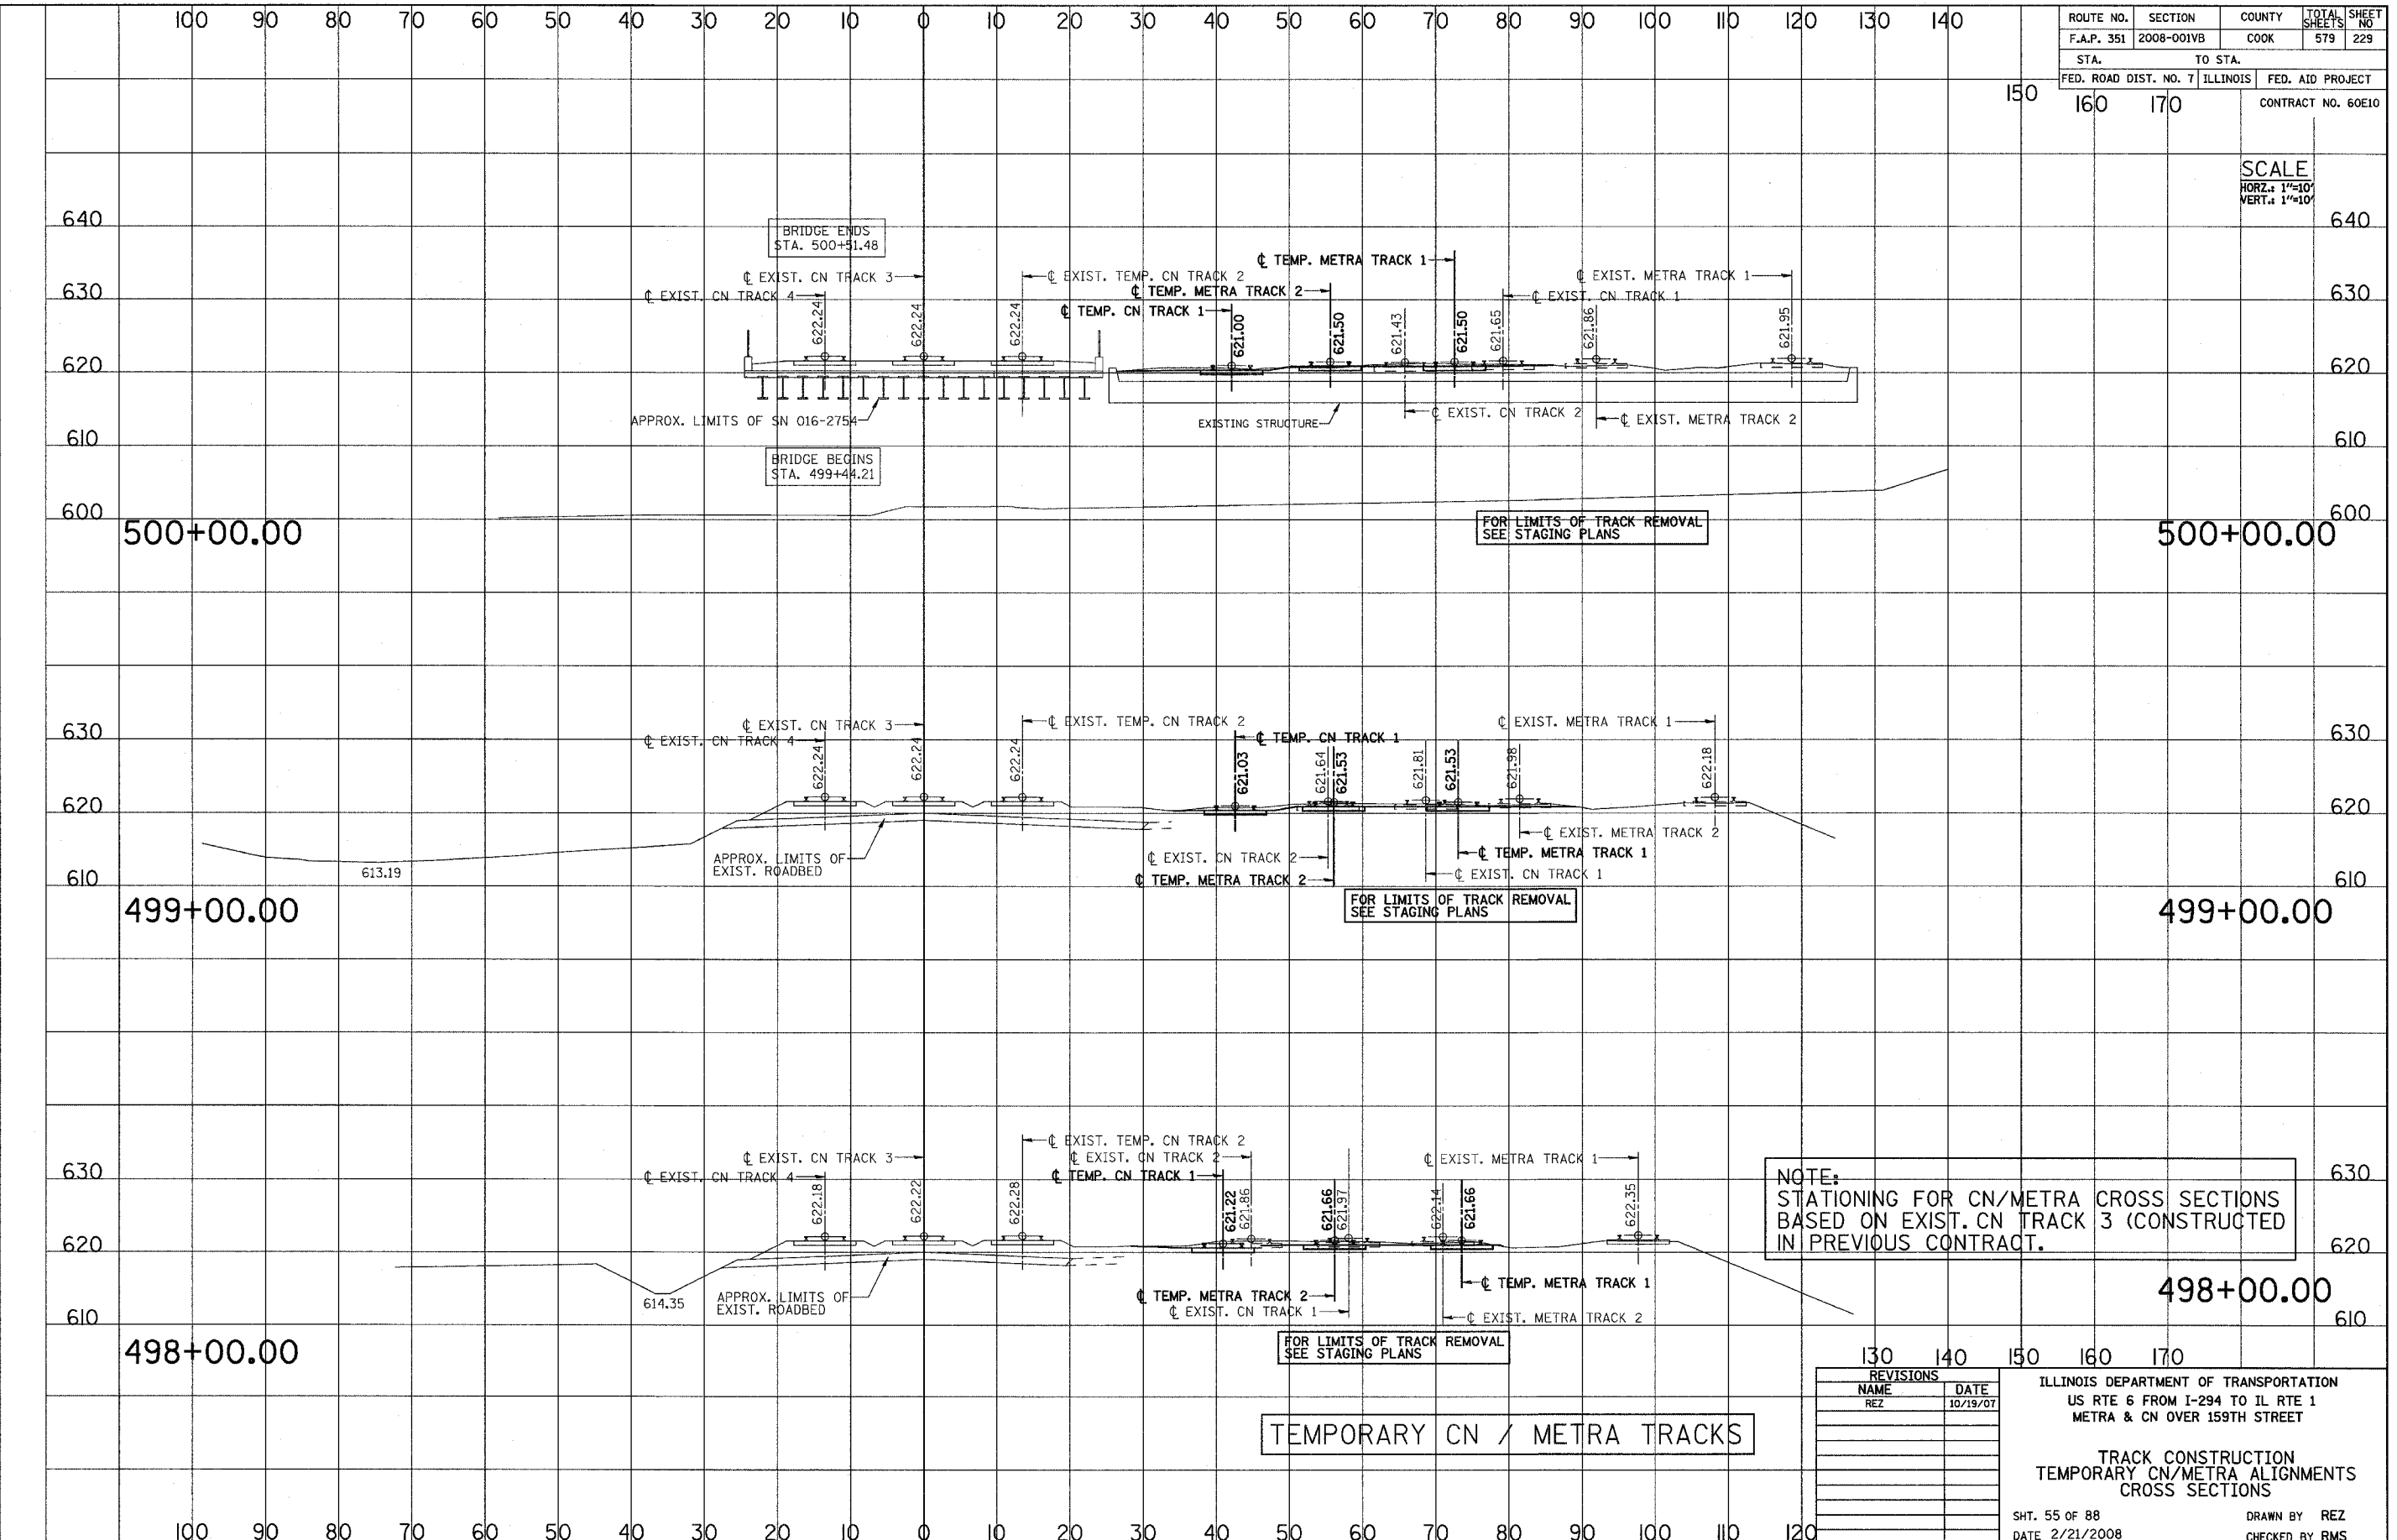 100 90 80 70 60 50 40 30 20 10 0 10 20 30 40 50 60 70 80 90 100 110 120 130 140
ROUTE NO. SECTION COUNTY TOTAL SHEETS SHEET NO
F.A.P. 351 2008-001VB COOK 579 229
STA. TO STA.
FED. ROAD DIST. NO. 7 ILLINOIS FED. AID PROJECT
150 160 170
CONTRACT NO. 60E10
SCALE
HORZ.: 1"=10'
VERT.: 1"=10'
640 640
BRIDGE ENDS
STA. 500+51.48
℄ TEMP. METRA TRACK 1
℄ EXIST. CN TRACK 3
℄ EXIST. TEMP. CN TRACK 2
℄ EXIST. METRA TRACK 1
℄ EXIST. CN TRACK 4
℄ TEMP. METRA TRACK 2
℄ EXIST. CN TRACK 1
630 630
℄ TEMP. CN TRACK 1
622.24 622.24 622.24 621.00 621.50 621.43 621.50 621.65 621.86 621.95
620 620
APPROX. LIMITS OF SN 016-2754
EXISTING STRUCTURE
℄ EXIST. CN TRACK 2
℄ EXIST. METRA TRACK 2
610 610
BRIDGE BEGINS
STA. 499+44.21
600 600
500+00.00 500+00.00
FOR LIMITS OF TRACK REMOVAL
SEE STAGING PLANS
℄ EXIST. CN TRACK 3
℄ EXIST. TEMP. CN TRACK 2
℄ EXIST. METRA TRACK 1
630 630
℄ EXIST. CN TRACK 4
℄ TEMP. CN TRACK 1
622.24 622.24 622.24 621.03 621.64 621.53 621.81 621.53 621.98 622.18
620 620
℄ EXIST. METRA TRACK 2
APPROX. LIMITS OF
EXIST. ROADBED
℄ EXIST. CN TRACK 2
℄ TEMP. METRA TRACK 1
613.19
℄ TEMP. METRA TRACK 2
℄ EXIST. CN TRACK 1
610 610
FOR LIMITS OF TRACK REMOVAL
SEE STAGING PLANS
499+00.00 499+00.00
℄ EXIST. TEMP. CN TRACK 2
℄ EXIST. CN TRACK 3
℄ EXIST. CN TRACK 2
℄ EXIST. METRA TRACK 1
630 630
℄ EXIST. CN TRACK 4
℄ TEMP. CN TRACK 1
622.18 622.22 622.28 621.22 621.86 621.66 621.97 622.14 621.66 622.35
NOTE:
STATIONING FOR CN/METRA CROSS SECTIONS
BASED ON EXIST. CN TRACK 3 (CONSTRUCTED
IN PREVIOUS CONTRACT.
620 620
℄ TEMP. METRA TRACK 1
614.35
APPROX. LIMITS OF
EXIST. ROADBED
℄ TEMP. METRA TRACK 2
℄ EXIST. CN TRACK 1
℄ EXIST. METRA TRACK 2
498+00.00
610 610
498+00.00
FOR LIMITS OF TRACK REMOVAL
SEE STAGING PLANS
130 140 150 160 170
TEMPORARY CN / METRA TRACKS
REVISIONS
NAME DATE
REZ 10/19/07
ILLINOIS DEPARTMENT OF TRANSPORTATION
US RTE 6 FROM I-294 TO IL RTE 1
METRA & CN OVER 159TH STREET
TRACK CONSTRUCTION
TEMPORARY CN/METRA ALIGNMENTS
CROSS SECTIONS
SHT. 55 OF 88 DRAWN BY REZ
DATE 2/21/2008 CHECKED BY RMS
100 90 80 70 60 50 40 30 20 10 0 10 20 30 40 50 60 70 80 90 100 110 120